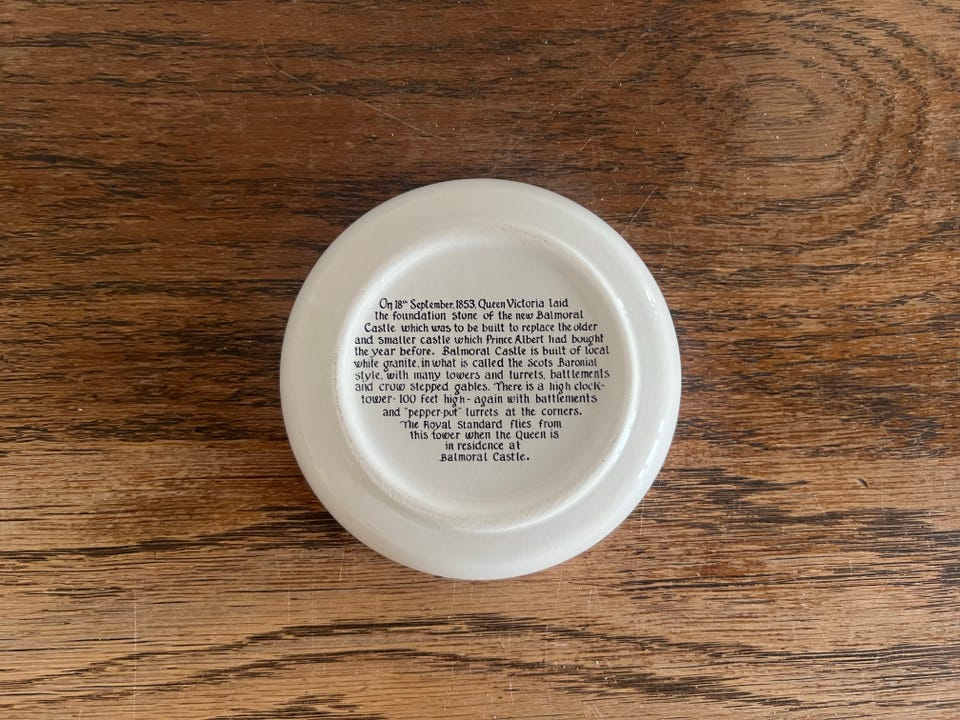 On 18th September, 1853, Queen Victoria laid
the foundation stone of the new Balmoral
Castle which was to be built to replace the older
and smaller castle which Prince Albert had bought
the year before. Balmoral Castle is built of local
white granite, in what is called the Scots Baronial
style, with many towers and turrets, battlements
and crow stepped gables. There is a high clock-
tower- 100 feet high- again with battlements
and "pepper-put" turrets at the corners.
The Royal Standard flies from
this tower when the Queen is
in residence at
Balmoral Castle.